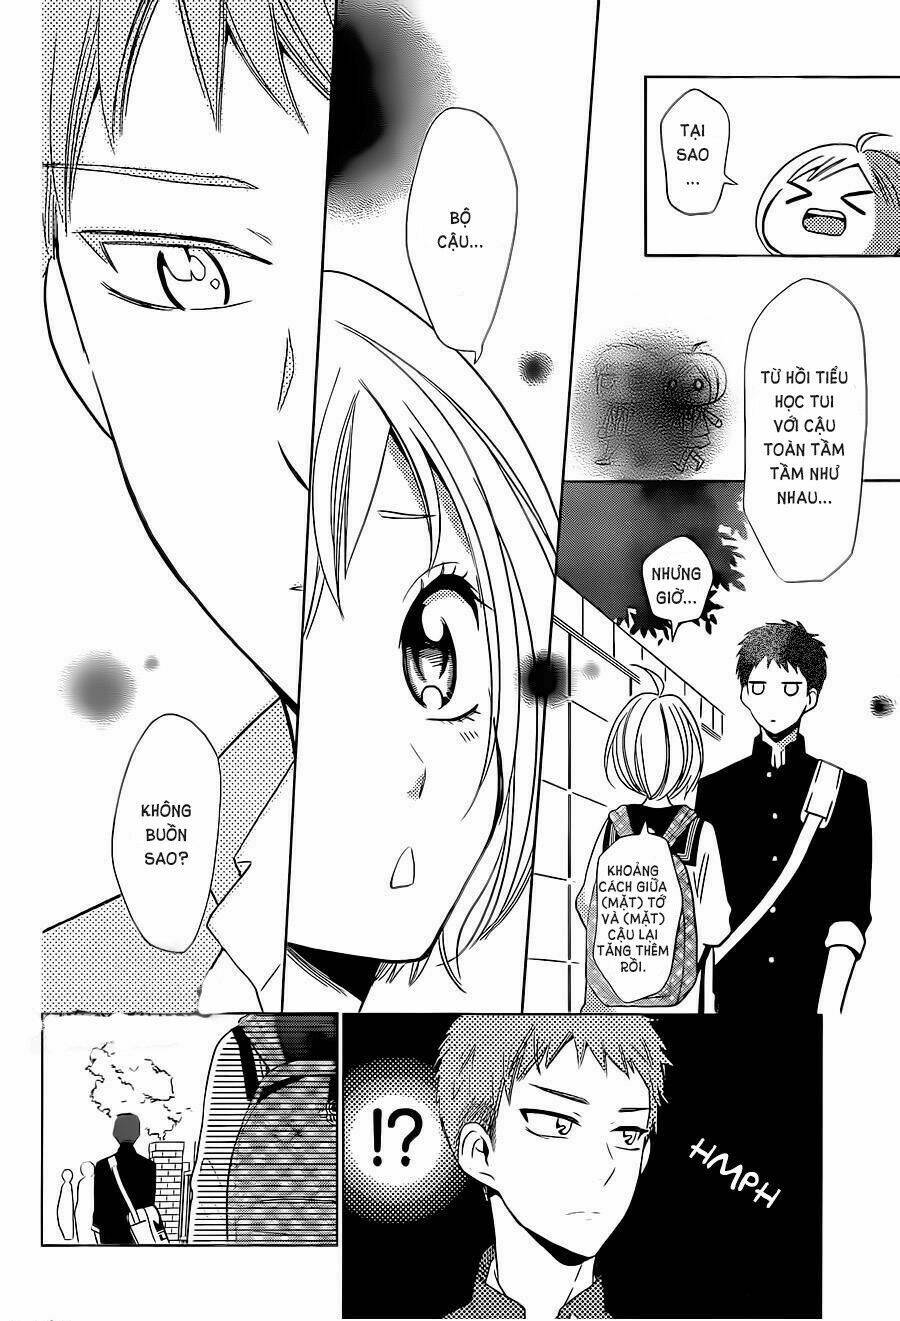 TẠI
SAO
...
TỪ HỒI TIỂU
HỌC TUI
VỚI CẬU
TOÀN TẦM
TẦM NHƯ
NHAU...
NHƯNG
GIỜ...
KHOẢNG
CÁCH GIỮA
(MẶT) TỚ
VÀ (MẶT)
CẬU LẠI
TĂNG THÊM
RỒI.
BỘ
CẬU...
KHÔNG
BUỒN
SAO?
!?
HMPH